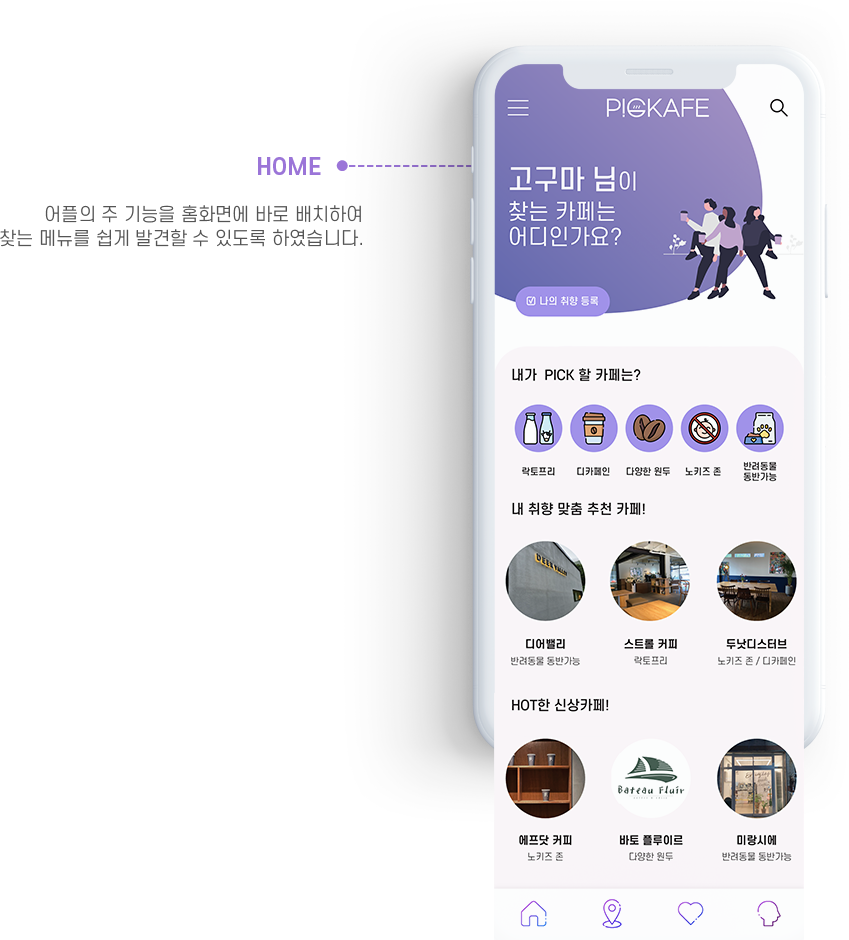 PICKAFE
HOME
어플의 주 기능을 홈화면에 바로 배치하여
찾는 메뉴를 쉽게 발견할 수 있도록 하였습니다.
고구마 님이
찾는 카페는
어디인가요?
나의 취향 등록
내가 PICK 할 카페는?
락토프리
디카페인
다양한 원두
노키즈 존
반려동물
동반가능
내 취향 맞춤 추천 카페!
DEER VALLEY
디어밸리
스트롤 커피
두낫디스터브
반려동물 동반가능
락토프리
노키즈 존 / 디카페인
HOT한 신상카페!
Bateau Fluir
에프닷 커피
바토 플루이르
미랑시에
노키즈 존
다양한 원두
반려동물 동반가능